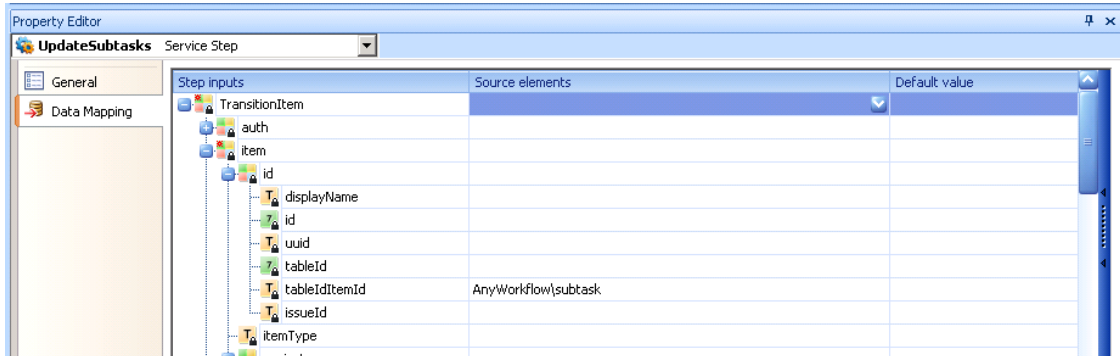 Property Editor
UpdateSubtasks Service Step
General
Data Mapping
Step inputs Source elements Default value
TransitionItem
auth
item
id
displayName
id
uuid
tableId
tableIdItemId AnyWorkflow\subtask
issueId
itemType